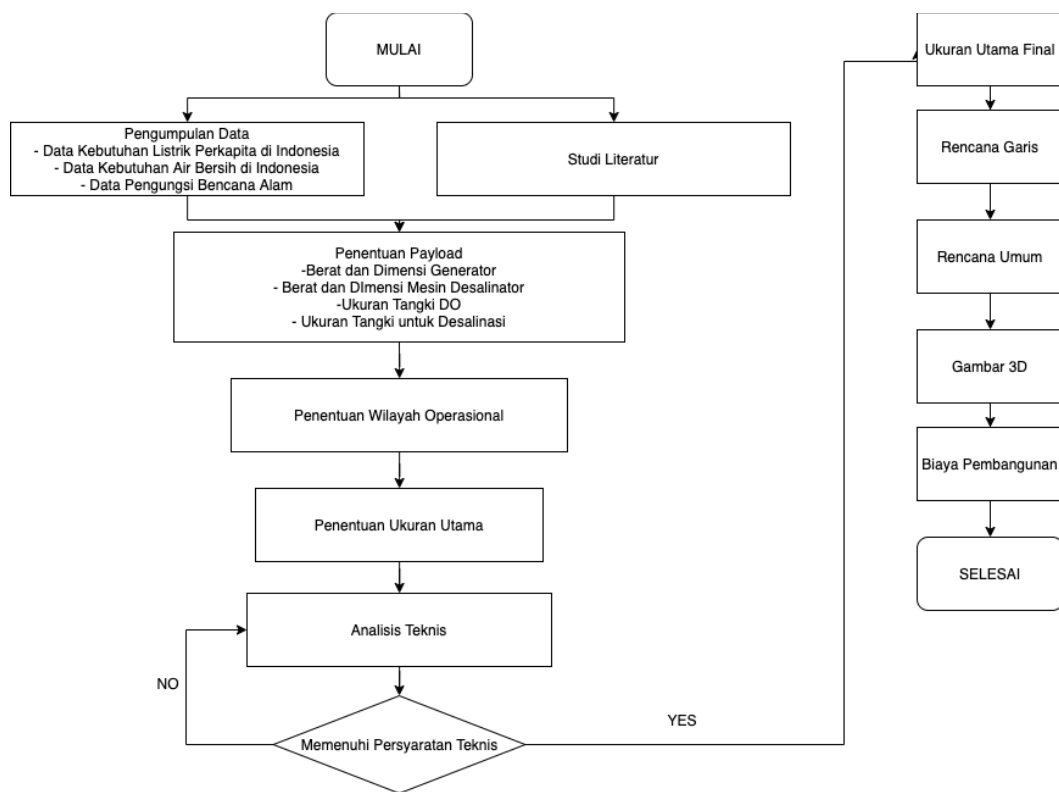 MULAI
Pengumpulan Data
- Data Kebutuhan Listrik Perkapita di Indonesia
- Data Kebutuhan Air Bersih di Indonesia
- Data Pengungsi Bencana Alam
Studi Literatur
Penentuan Payload
-Berat dan Dimensi Generator
- Berat dan DImensi Mesin Desalinator
-Ukuran Tangki DO
- Ukuran Tangki untuk Desalinasi
Penentuan Wilayah Operasional
Penentuan Ukuran Utama
Analisis Teknis
NO
Memenuhi Persyaratan Teknis
YES
Ukuran Utama Final
Rencana Garis
Rencana Umum
Gambar 3D
Biaya Pembangunan
SELESAI